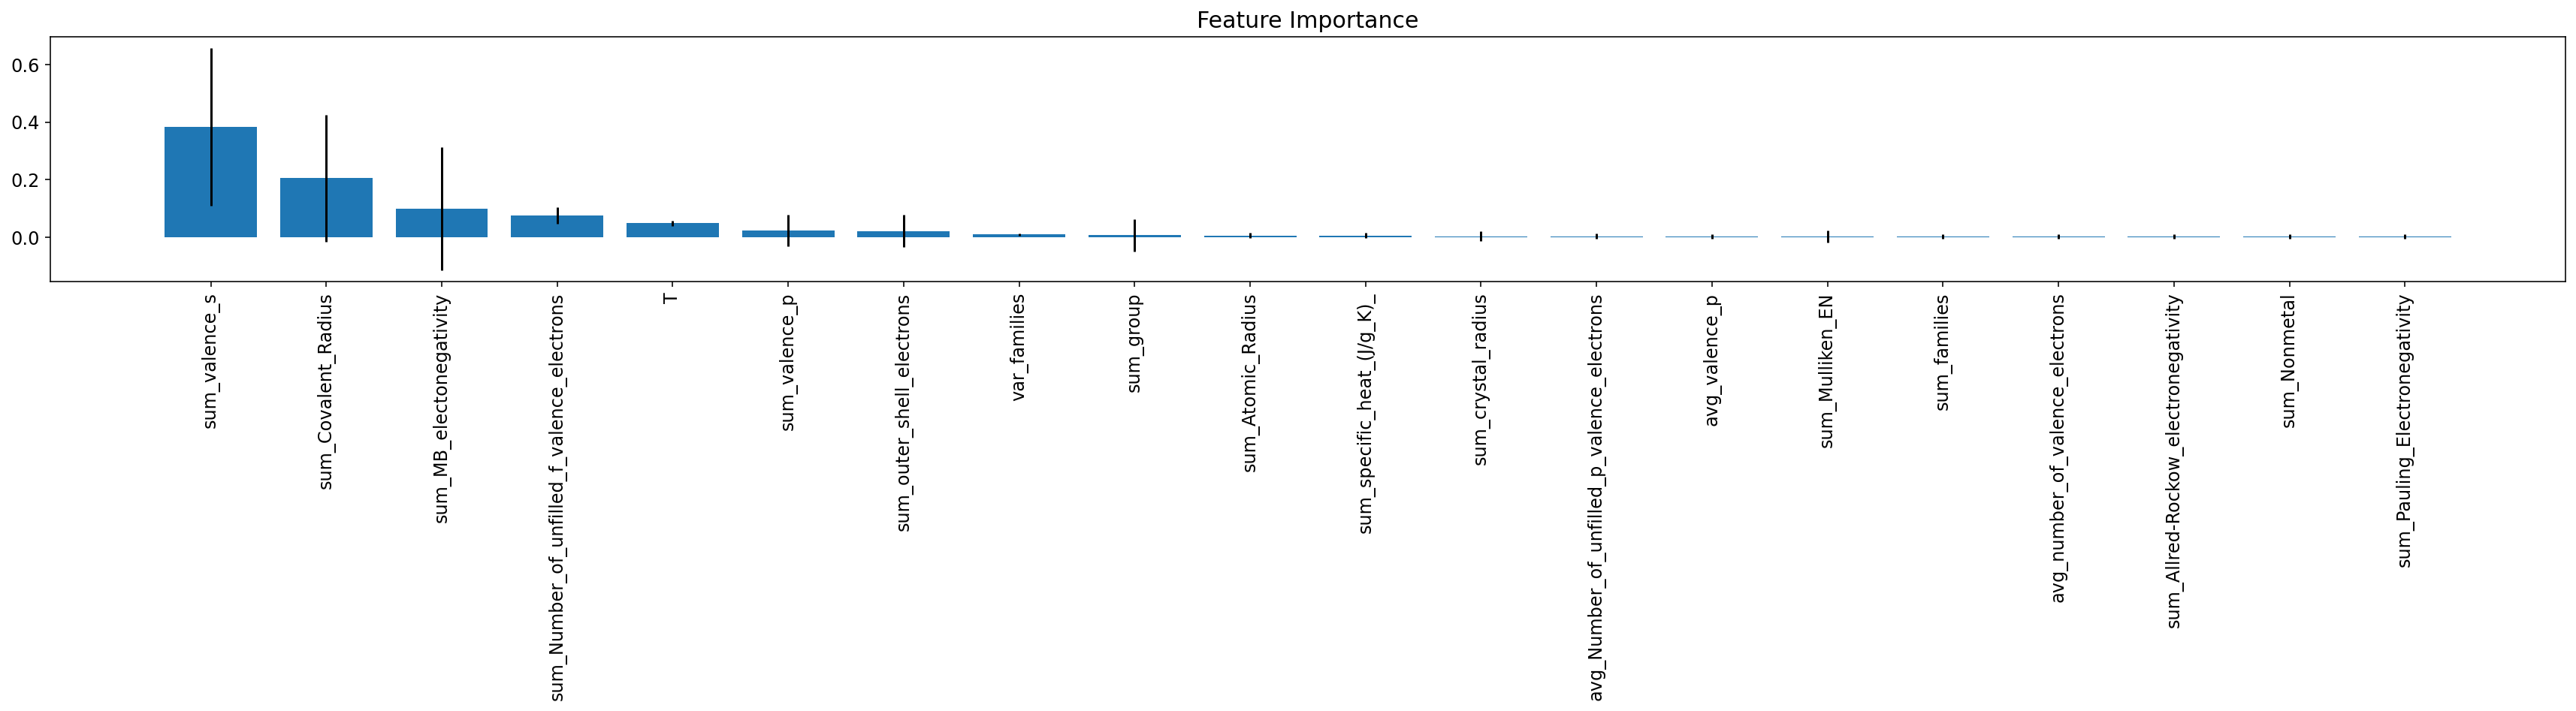 Feature Importance
0.6
0.4
0.2
0.0
sum_valence_s
sum_Covalent_Radius
sum_MB_electonegativity
sum_Number_of_unfilled_f_valence_electrons
T
sum_valence_p
sum_outer_shell_electrons
var_families
sum_group
sum_Atomic_Radius
sum_specific_heat_(J/g_K)_
sum_crystal_radius
avg_Number_of_unfilled_p_valence_electrons
avg_valence_p
sum_Mulliken_EN
sum_families
avg_number_of_valence_electrons
sum_Allred-Rockow_electronegativity
sum_Nonmetal
sum_Pauling_Electronegativity